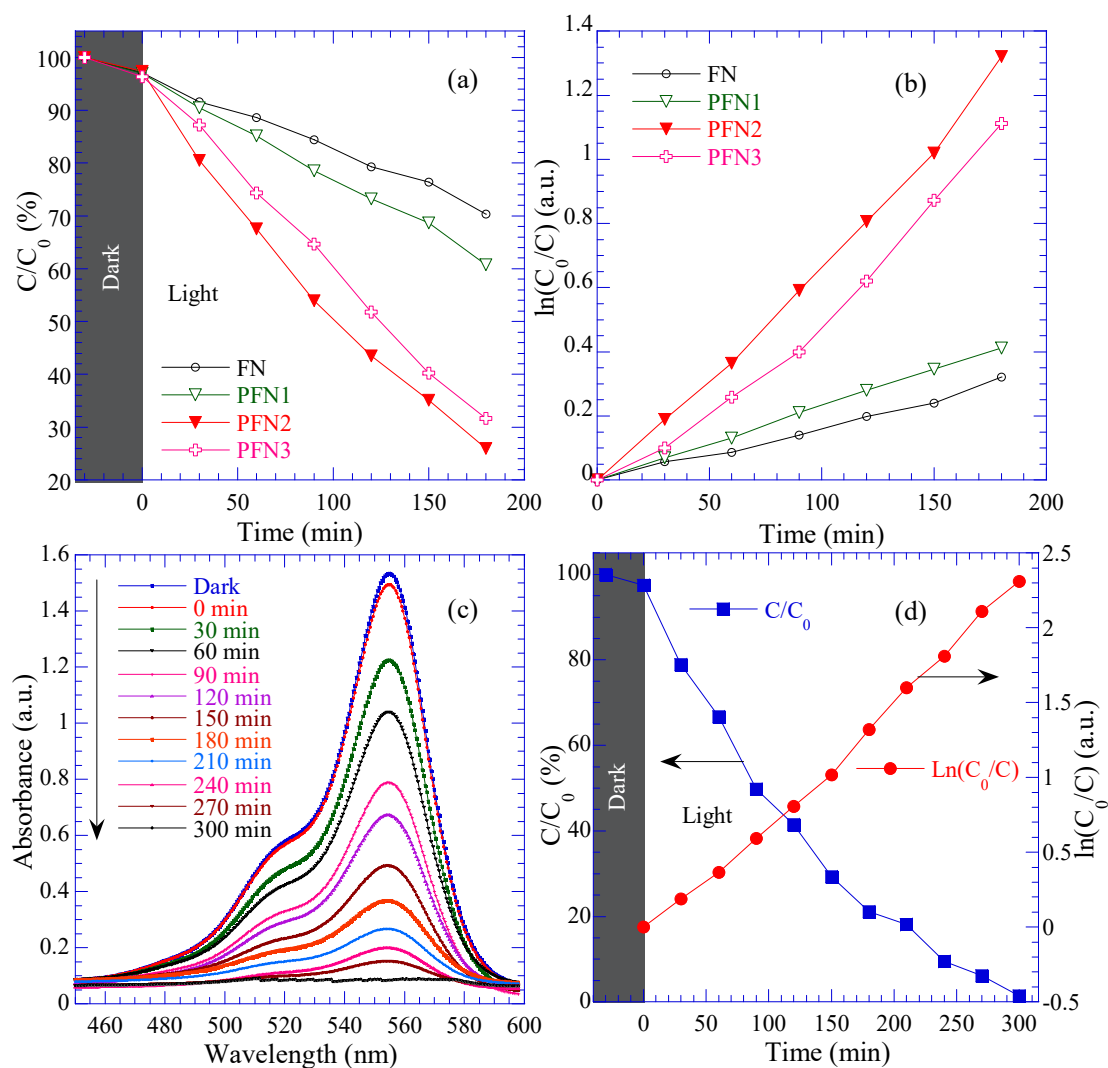 (a)
C/C0 (%)
100
90
80
70
60
50
40
30
20
Dark
Light
FN
PFN1
PFN2
PFN3
0 50 100 150 200
Time (min)
(b)
ln(C0/C) (a.u.)
1.4
1.2
1
0.8
0.6
0.4
0.2
0
FN
PFN1
PFN2
PFN3
0 50 100 150 200
Time (min)
(c)
Absorbance (a.u.)
1.6
1.4
1.2
1
0.8
0.6
0.4
0.2
0
Dark
0 min
30 min
60 min
90 min
120 min
150 min
180 min
210 min
240 min
270 min
300 min
460 480 500 520 540 560 580 600
Wavelength (nm)
(d)
C/C0 (%)
100
80
60
40
20
0
Dark
Light
C/C0
Ln(C0/C)
2.5
2
1.5
1
0.5
0
-0.5
ln(C0/C) (a.u.)
0 50 100 150 200 250 300
Time (min)